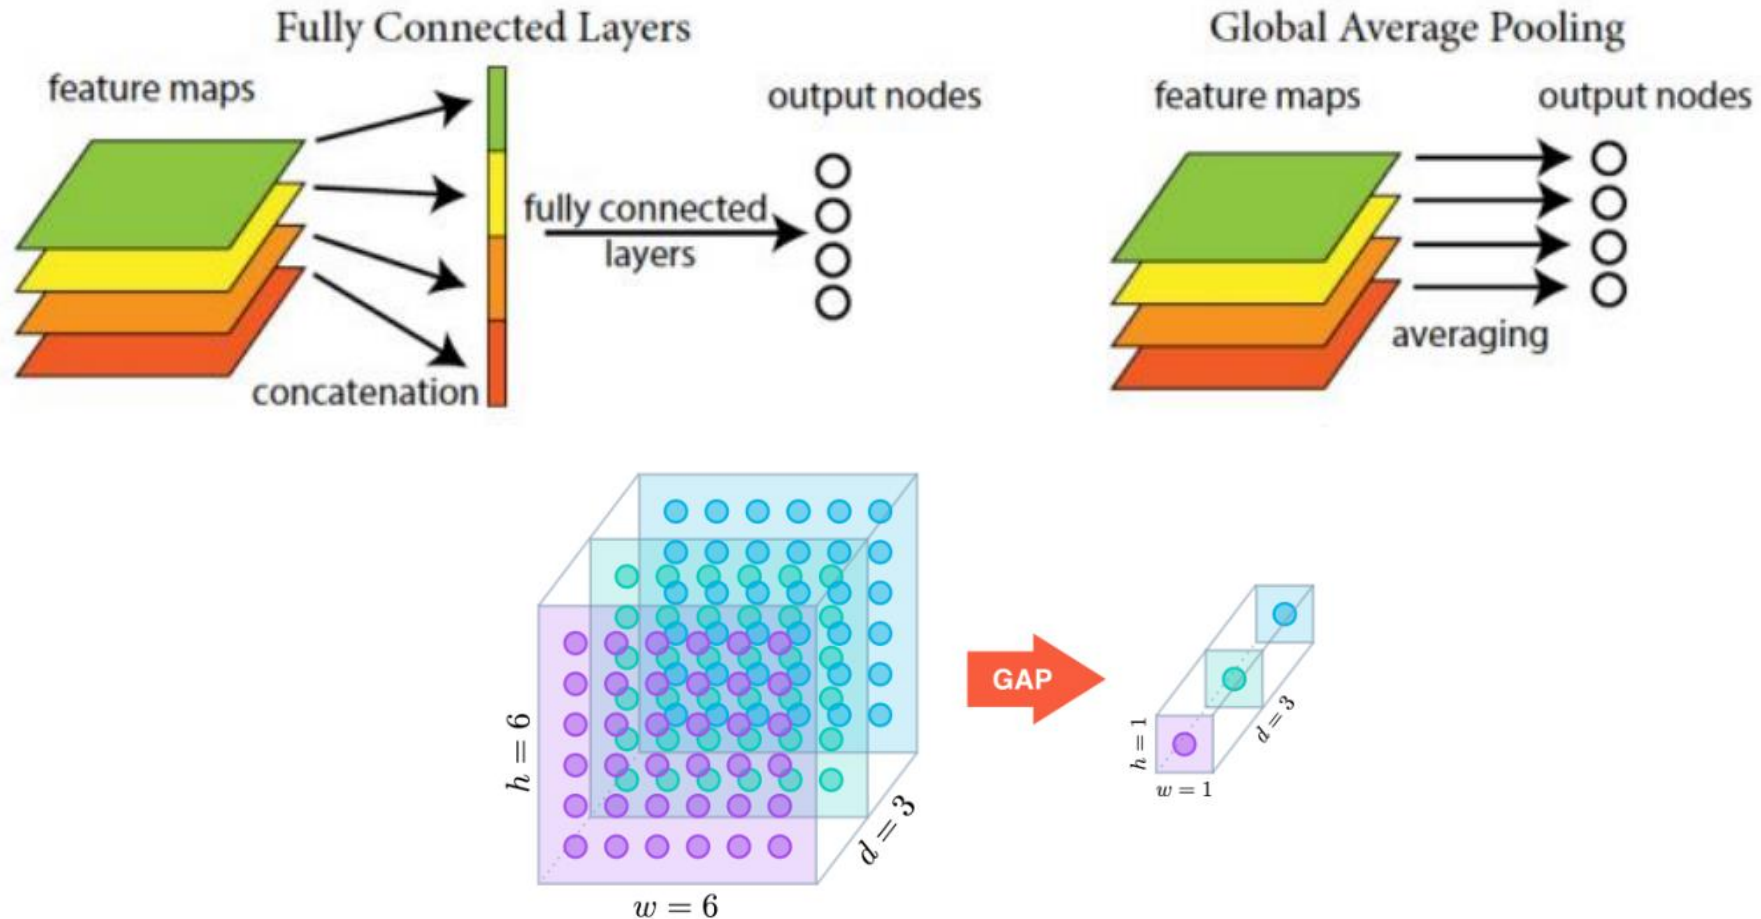 Fully Connected Layers
feature maps
output nodes
fully connected
layers
concatenation
Global Average Pooling
feature maps
output nodes
averaging
h = 6
w = 6
d = 3
GAP
h = 1
w = 1
d = 3